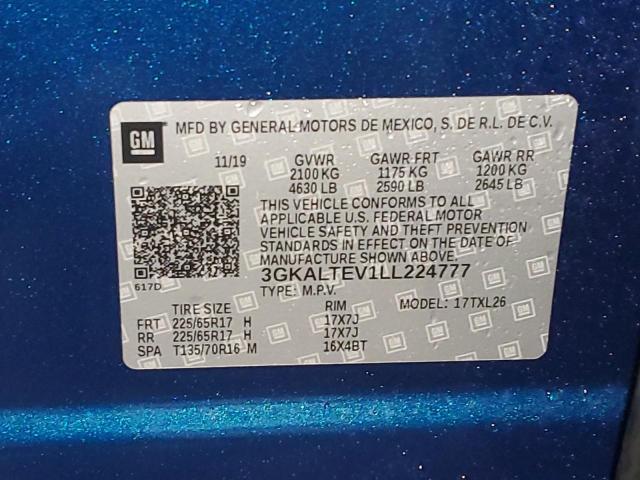 GM
MFD BY GENERAL MOTORS DE MEXICO, S. DE R.L. DE C.V.
11/19 GVWR GAWR FRT GAWR RR
2100 KG 1175 KG 1200 KG
4630 LB 2590 LB 2645 LB
THIS VEHICLE CONFORMS TO ALL
APPLICABLE U.S. FEDERAL MOTOR
VEHICLE SAFETY AND THEFT PREVENTION
STANDARDS IN EFFECT ON THE DATE OF
MANUFACTURE SHOWN ABOVE.
617D
3GKALTEV1LL224777
TYPE: M.P.V. MODEL: 17TXL26
TIRE SIZE RIM
FRT 225/65R17 H 17X7J
RR 225/65R17 H 17X7J
SPA T135/70R16 M 16X4BT